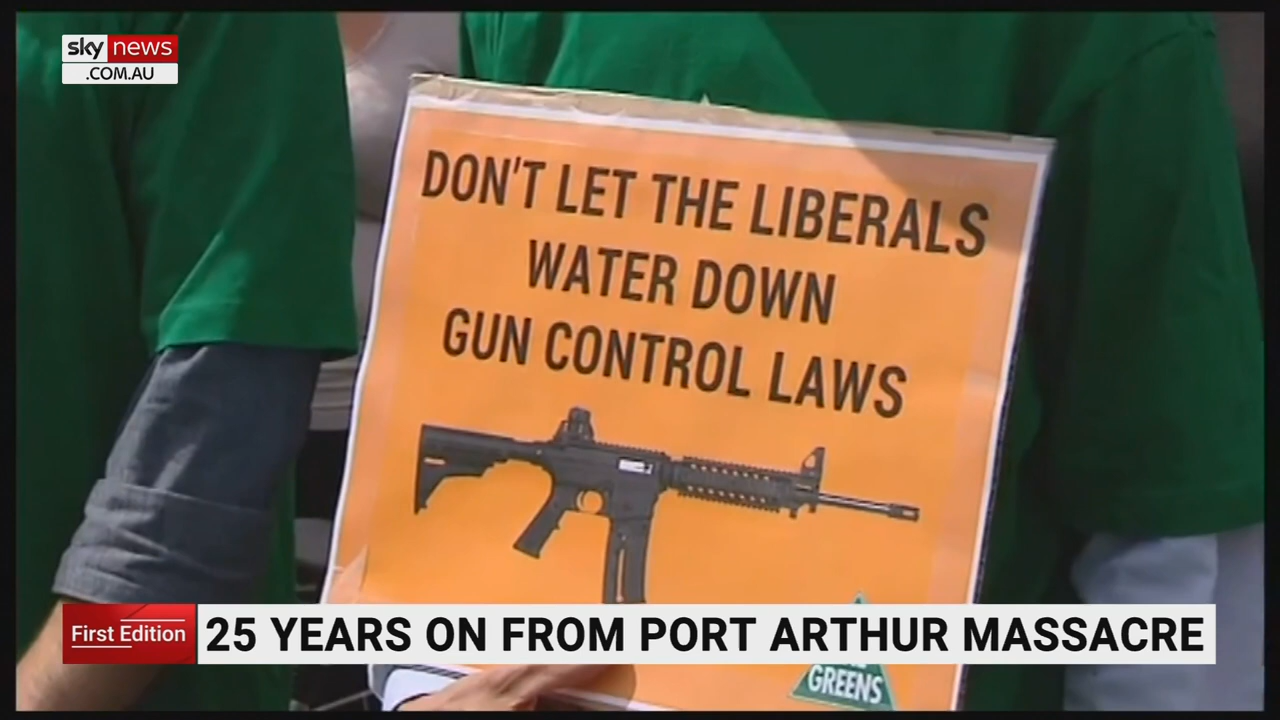 sky news
.COM.AU
DON'T LET THE LIBERALS
WATER DOWN
GUN CONTROL LAWS
GREENS
First Edition
25 YEARS ON FROM PORT ARTHUR MASSACRE